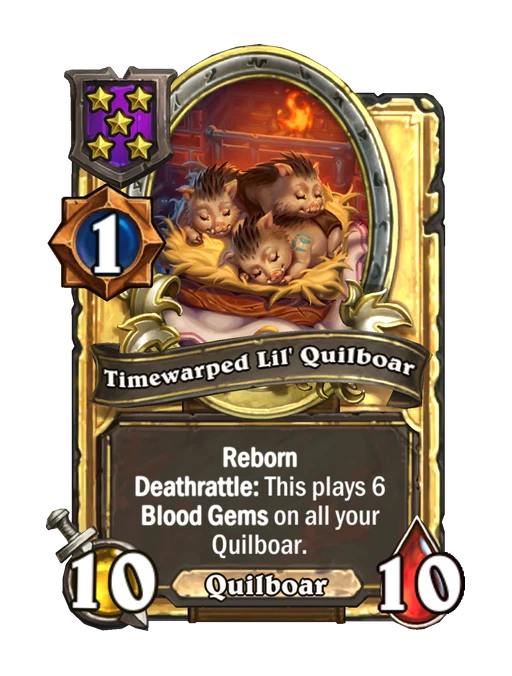 1
Timewarped Lil' Quilboar
Reborn
Deathrattle: This plays 6
Blood Gems on all your
Quilboar.
10
Quilboar
10